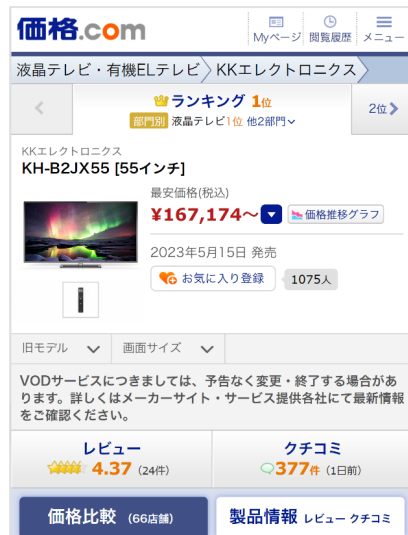 価格.com
Myページ
閲覧履歴
メニュー
液晶テレビ・有機ELテレビ
KKエレクトロニクス
ランキング 1位
部門別 液晶テレビ1位 他2部門
2位
KKエレクトロニクス
KH-B2JX55 [55インチ]
最安価格(税込)
¥167,174～
価格推移グラフ
2023年5月15日 発売
お気に入り登録
1075人
旧モデル
画面サイズ
VODサービスにつきましては、予告なく変更・終了する場合があ
ります。詳しくはメーカーサイト・サービス提供各社にて最新情報
をご確認ください。
レビュー
4.37 (24件)
クチコミ
377件 (1日前)
価格比較 (66店舗)
製品情報 レビュー クチコミ